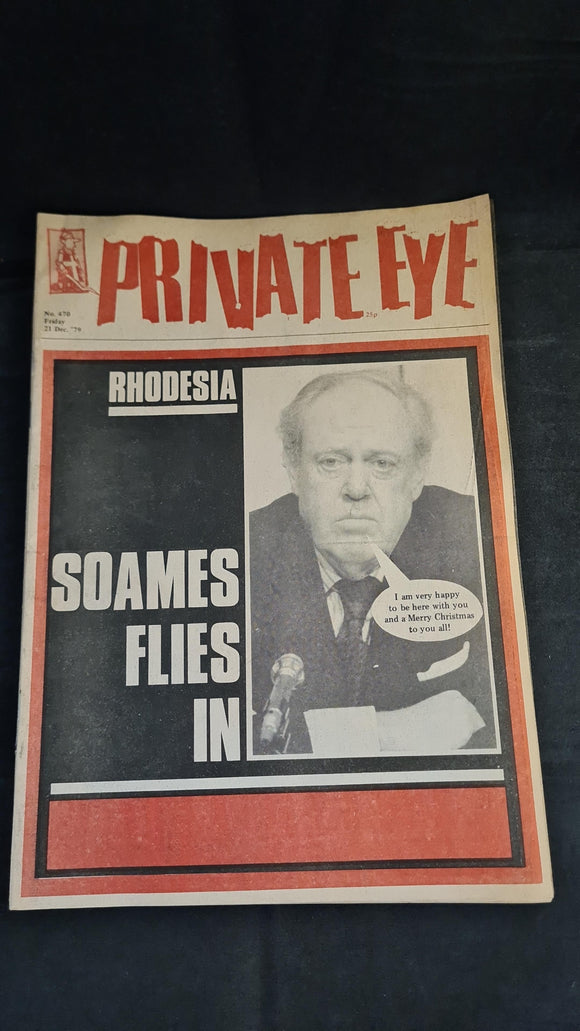 PRIVATE EYE
No. 470
Friday
21 Dec. '79
25p
RHODESIA
SOAMES
FLIES
IN
I am very happy
to be here with you
and a Merry Christmas
to you all!